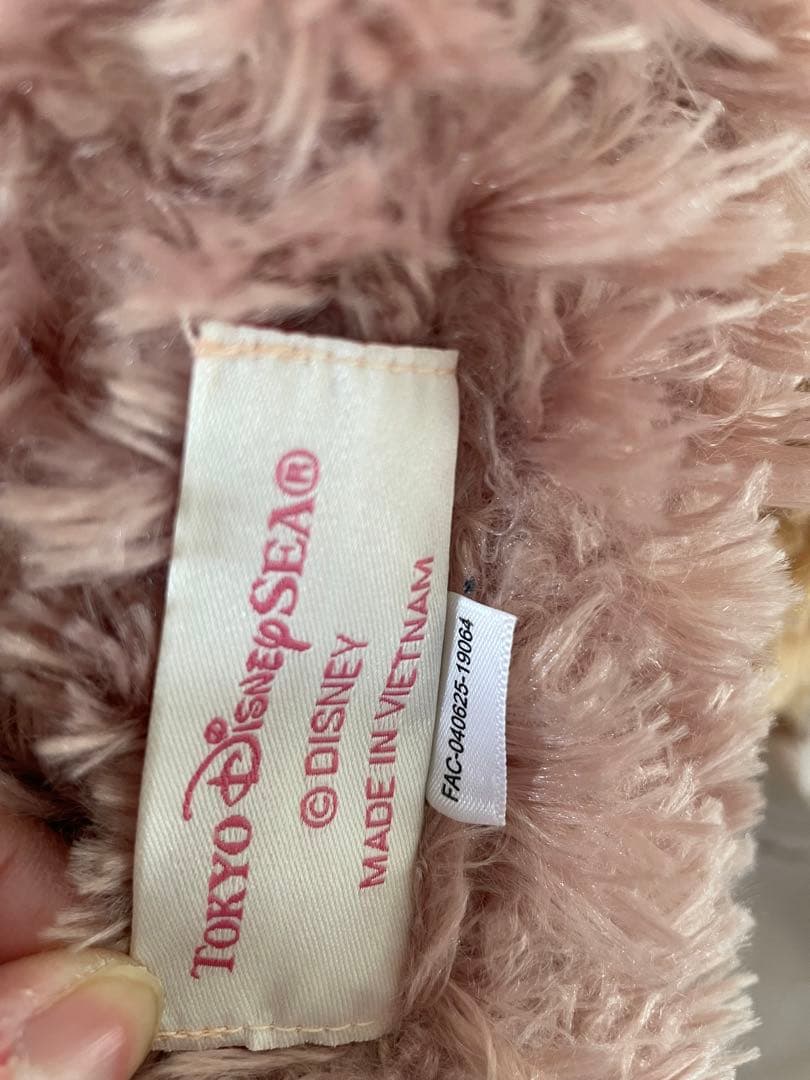 TOKYO DISNEYSEA®
© DISNEY
MADE IN VIETNAM
FAC-040625-19064